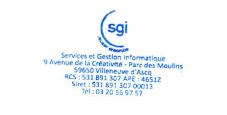 sgi
Services et Gestion Informatique
9 Avenue de la Créativité - Parc des Moulins
59650 Villeneuve d'Ascq
RCS : 531 891 307 APE : 4651Z
Siret : 531 891 307 00013
Tél : 03 20 56 97 57